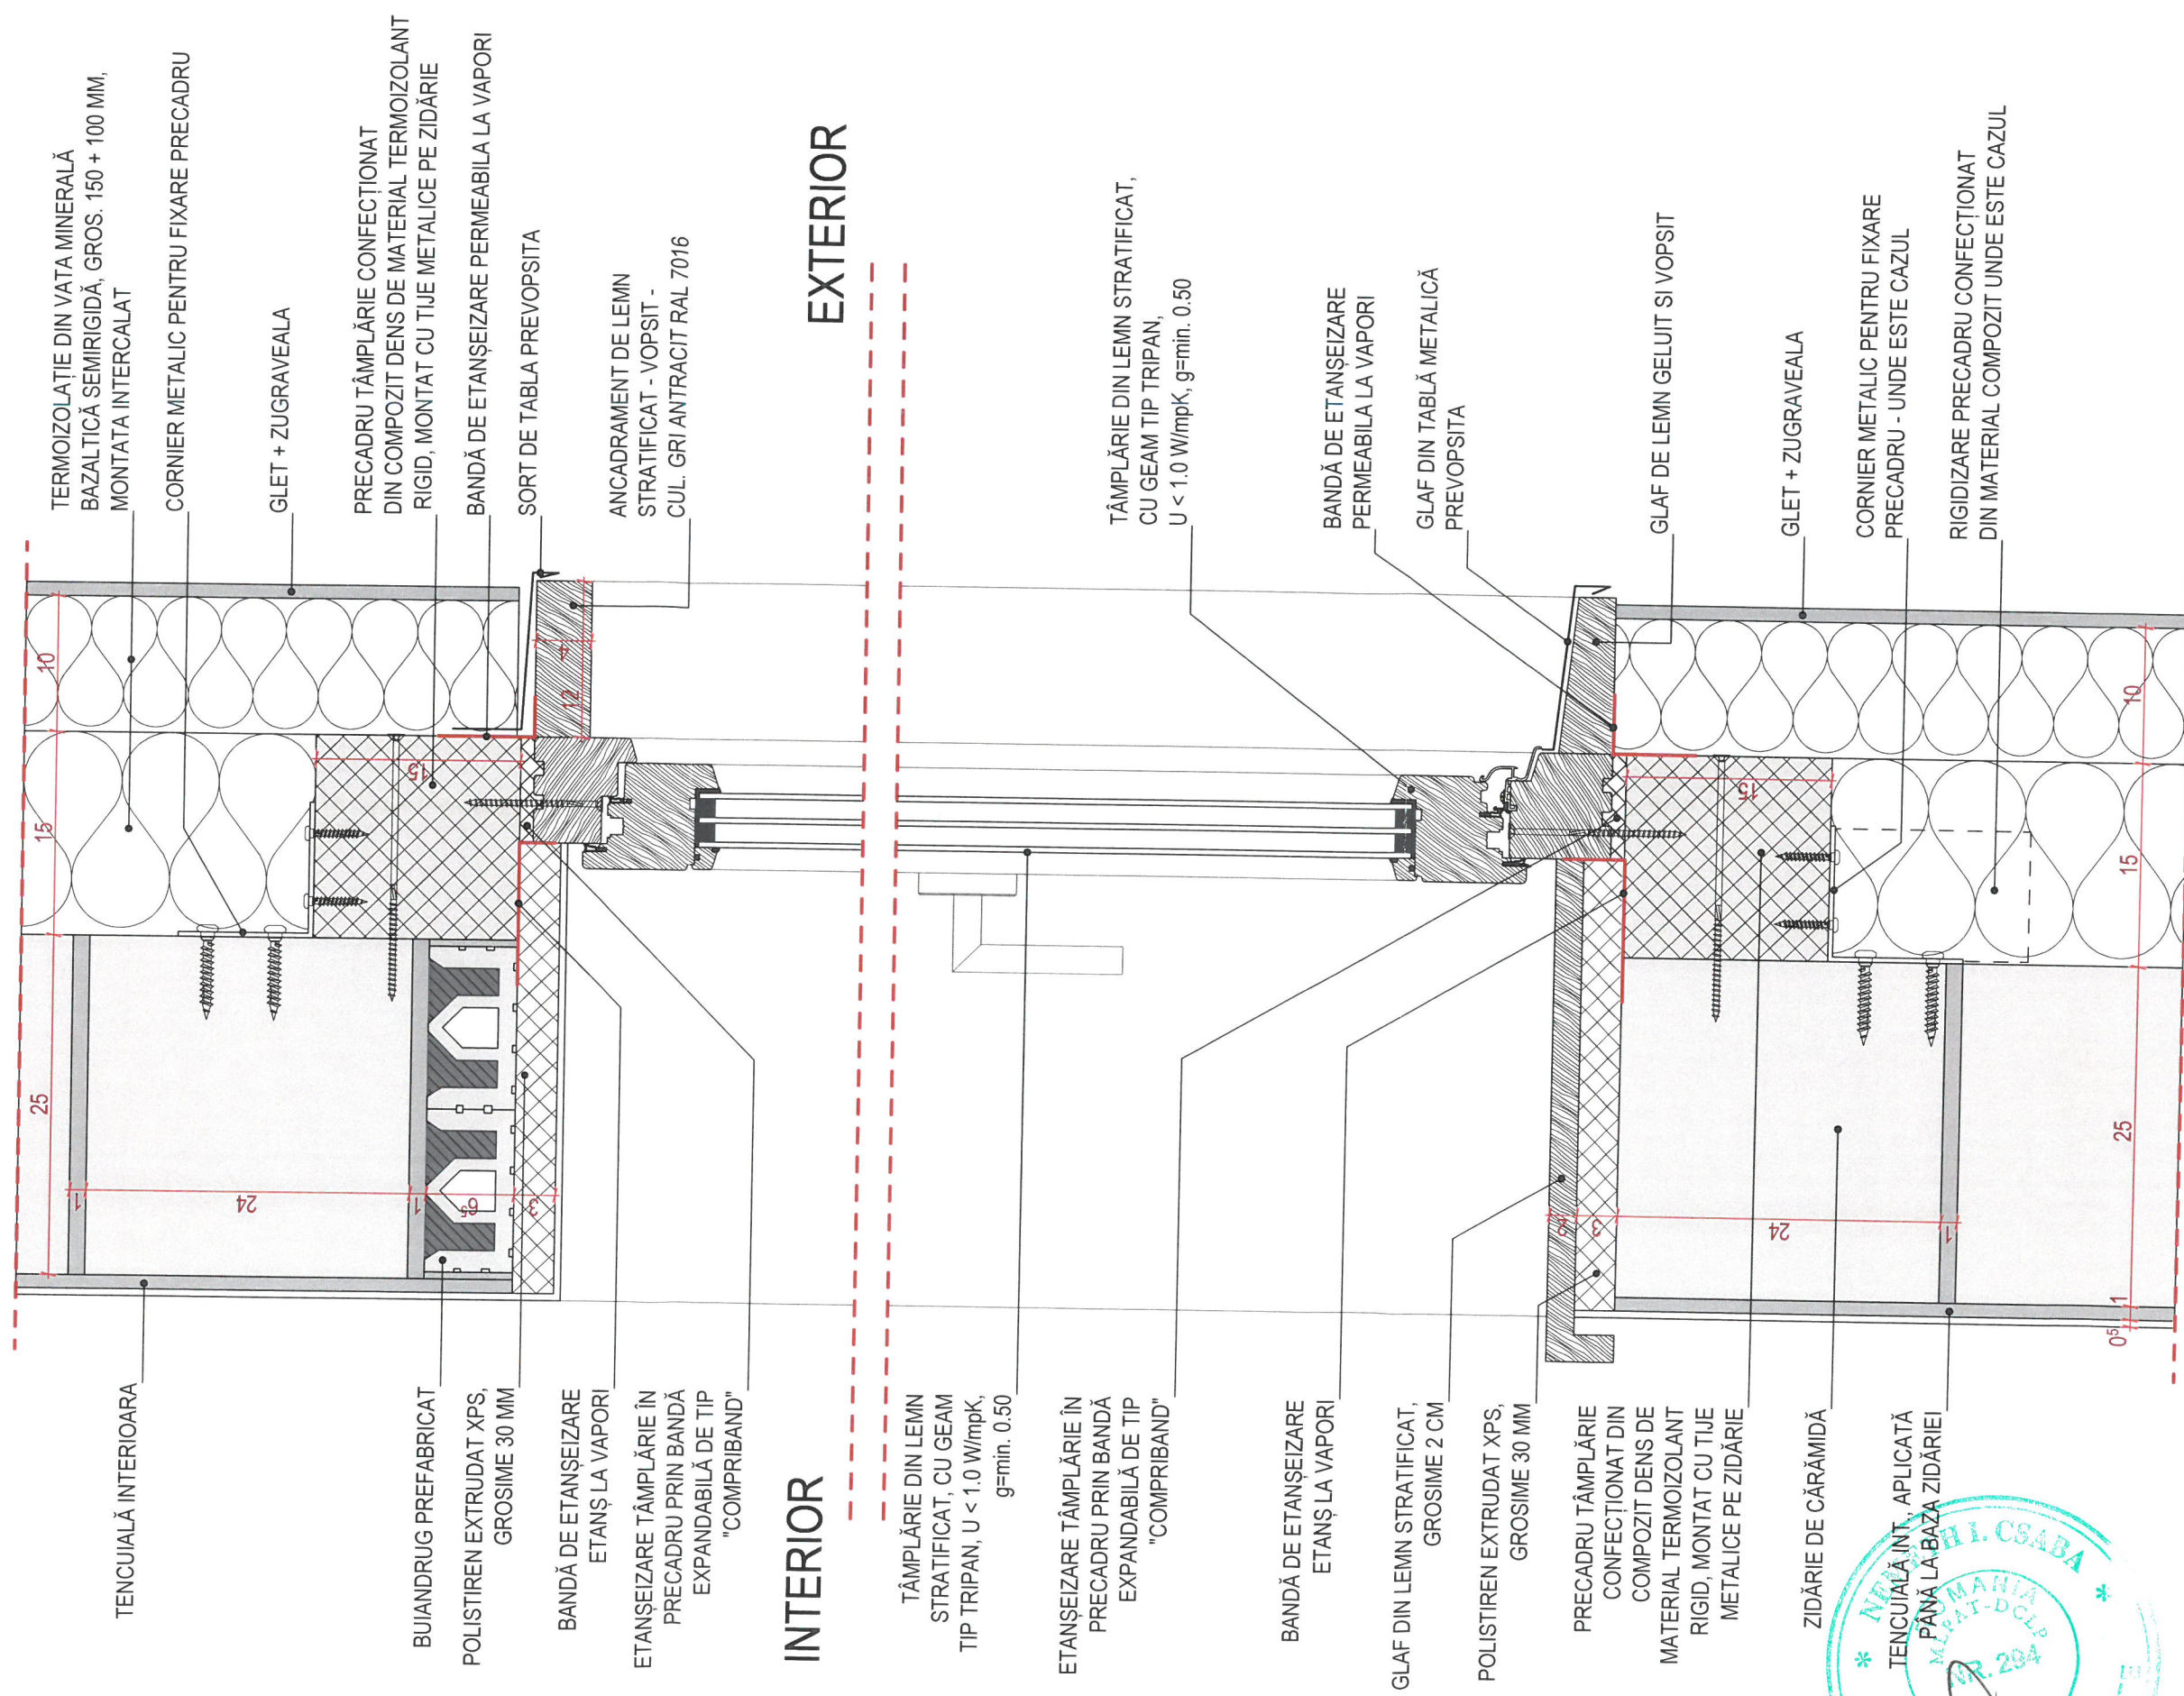 TERMOIZOLAȚIE DIN VATA MINERALĂ
BAZALTICĂ SEMIRIGIDĂ, GROS. 150 + 100 MM,
MONTATA INTERCALAT
CORNIER METALIC PENTRU FIXARE PRECADRU
GLET + ZUGRAVEALA
PRECADRU TÂMPLĂRIE CONFECȚIONAT
DIN COMPOZIT DENS DE MATERIAL TERMOIZOLANT
RIGID, MONTAT CU TIJE METALICE PE ZIDĂRIE
BANDĂ DE ETANȘEIZARE PERMEABILA LA VAPORI
SORT DE TABLA PREVOPSITA
ANCADRAMENT DE LEMN
STRATIFICAT - VOPSIT -
CUL. GRI ANTRACIT RAL 7016
EXTERIOR
TÂMPLĂRIE DIN LEMN STRATIFICAT,
CU GEAM TIP TRIPAN,
U < 1.0 W/mpK, g=min. 0.50
BANDĂ DE ETANȘEIZARE
PERMEABILA LA VAPORI
GLAF DIN TABLĂ METALICĂ
PREVOPSITA
GLAF DE LEMN GELUIT SI VOPSIT
GLET + ZUGRAVEALA
CORNIER METALIC PENTRU FIXARE
PRECADRU - UNDE ESTE CAZUL
RIGIDIZARE PRECADRU CONFECȚIONAT
DIN MATERIAL COMPOZIT UNDE ESTE CAZUL
10
15
25
15
4
12
1
24
1
6⁵
3
10
15
25
1
0⁵
15
2
3
24
1
TENCUIALĂ INTERIOARA
BUIANDRUG PREFABRICAT
POLISTIREN EXTRUDAT XPS,
GROSIME 30 MM
BANDĂ DE ETANȘEIZARE
ETANȘ LA VAPORI
ETANȘEIZARE TÂMPLĂRIE ÎN
PRECADRU PRIN BANDĂ
EXPANDABILĂ DE TIP
"COMPRIBAND"
INTERIOR
TÂMPLĂRIE DIN LEMN
STRATIFICAT, CU GEAM
TIP TRIPAN, U < 1.0 W/mpK,
g=min. 0.50
ETANȘEIZARE TÂMPLĂRIE ÎN
PRECADRU PRIN BANDĂ
EXPANDABILĂ DE TIP
"COMPRIBAND"
BANDĂ DE ETANȘEIZARE
ETANȘ LA VAPORI
GLAF DIN LEMN STRATIFICAT,
GROSIME 2 CM
POLISTIREN EXTRUDAT XPS,
GROSIME 30 MM
PRECADRU TÂMPLĂRIE
CONFECȚIONAT DIN
COMPOZIT DENS DE
MATERIAL TERMOIZOLANT
RIGID, MONTAT CU TIJE
METALICE PE ZIDĂRIE
ZIDĂRIE DE CĂRĂMIDĂ
TENCUIALĂ INT., APLICATĂ
PÂNĂ LA BAZA ZIDĂRIEI
* NEMETH I. CSABA *
ROMANIA
MLPAT-DCLP
NR. 294